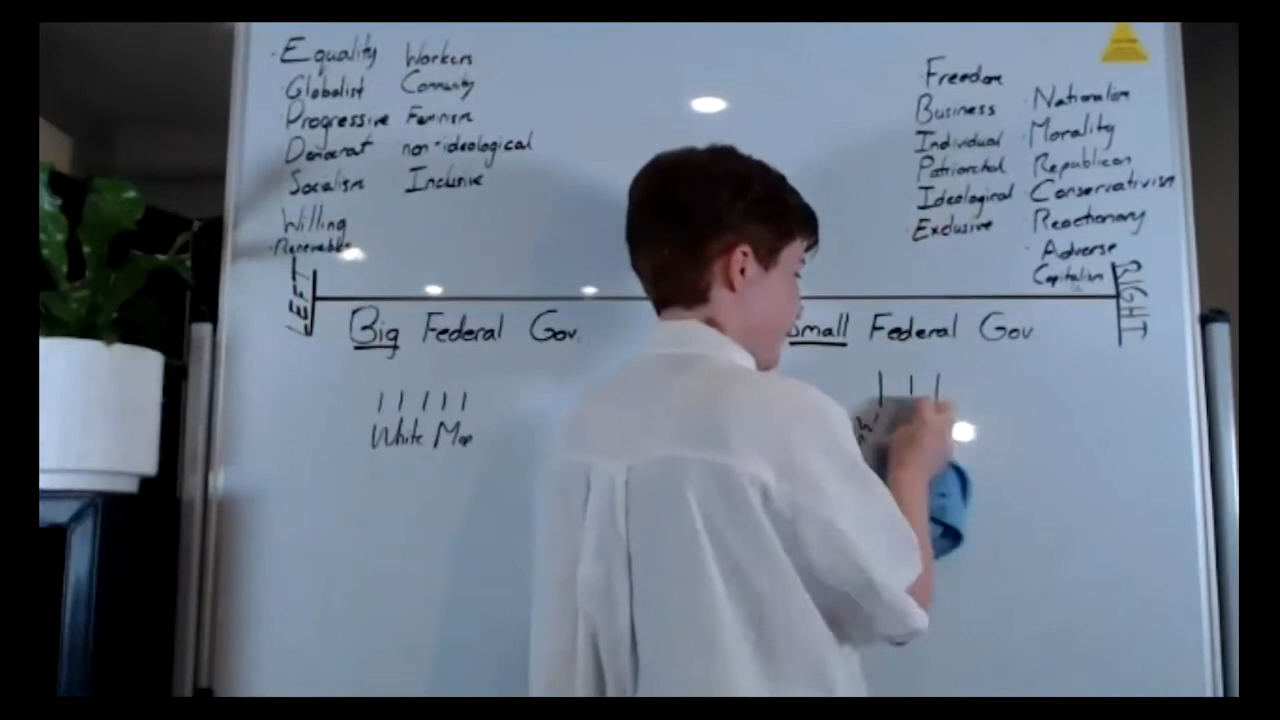 Equality Workers
Globalist Community
Progressive Feminism
Democrat non-ideological
Socialism Inclusive
Willing
Renewable
Freedom
Business Nationalism
Individual Morality
Patriarchal Republican
Ideological Conservativism
Exclusive Reactionary
Adverse
Capitalism
LEFT
RIGHT
Big Federal Gov.
Small Federal Gov.
White Man